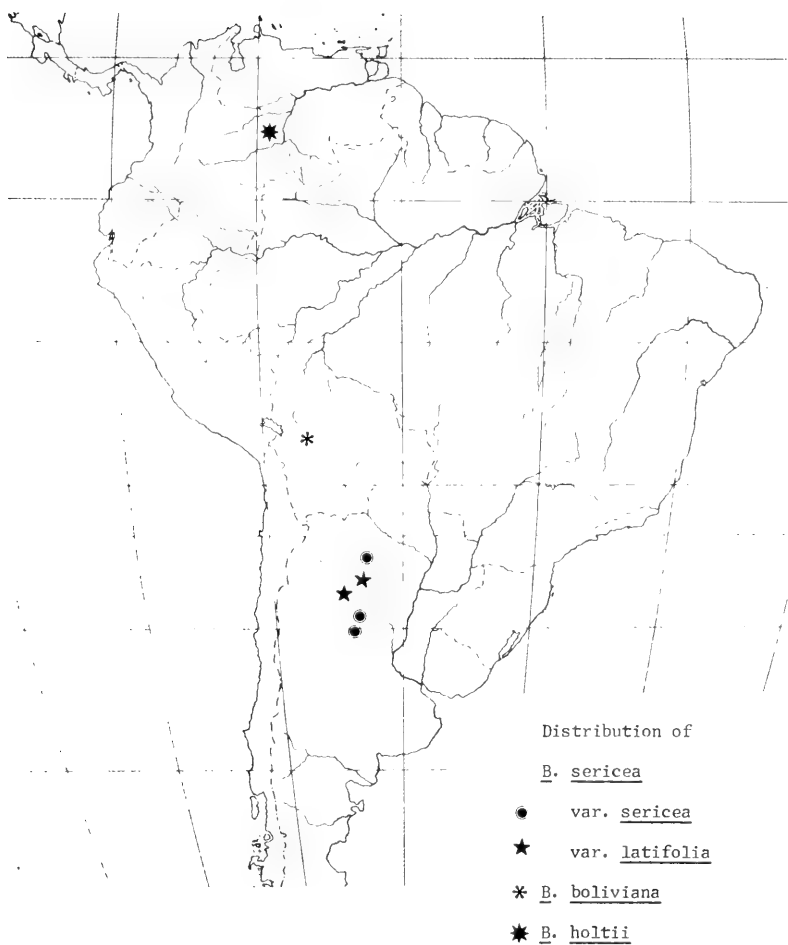 Distribution of
B. sericea
var. sericea
var. latifolia
B. boliviana
B. holtii